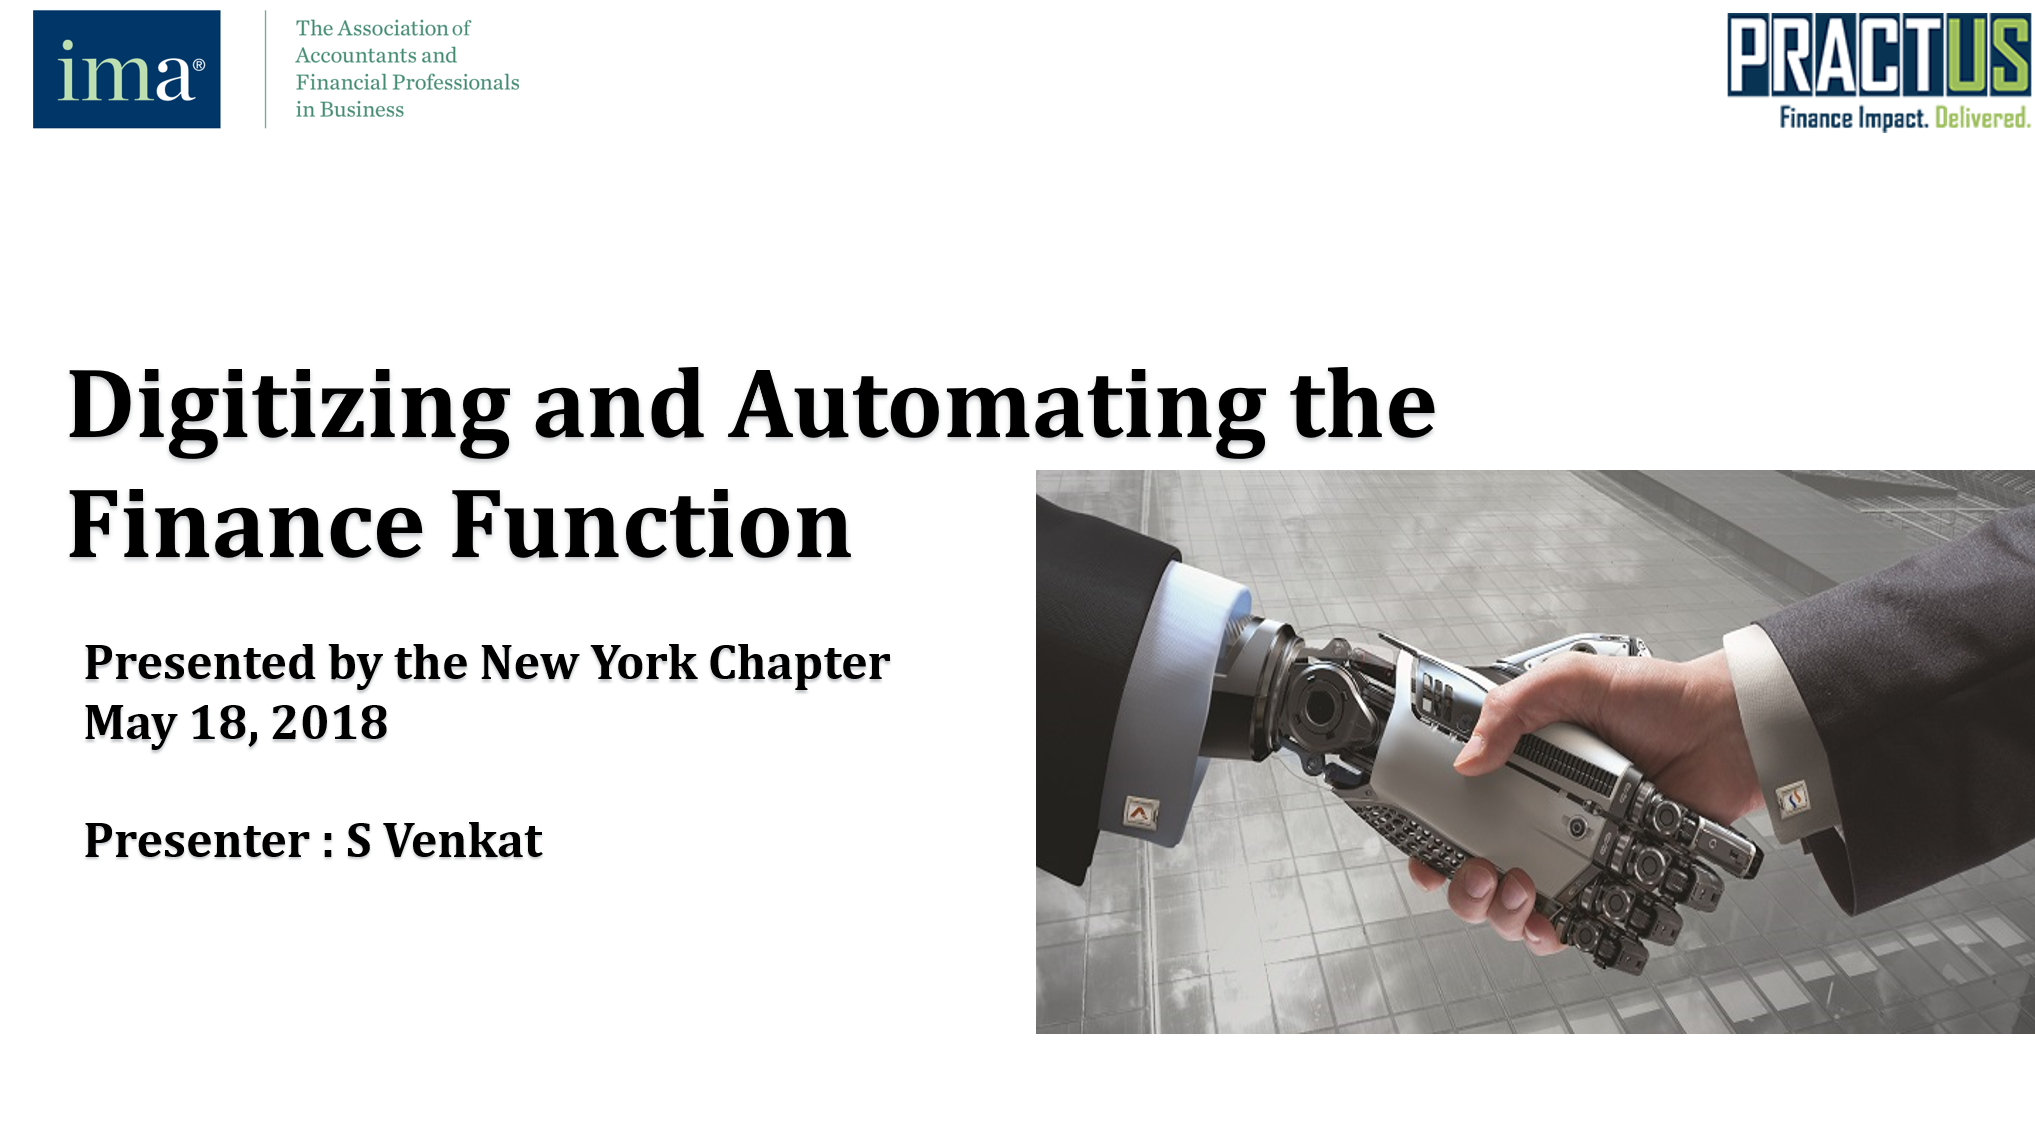 ima®
The Association of
Accountants and
Financial Professionals
in Business
PRACTUS
Finance Impact. Delivered.
Digitizing and Automating the
Finance Function
Presented by the New York Chapter
May 18, 2018
Presenter : S Venkat